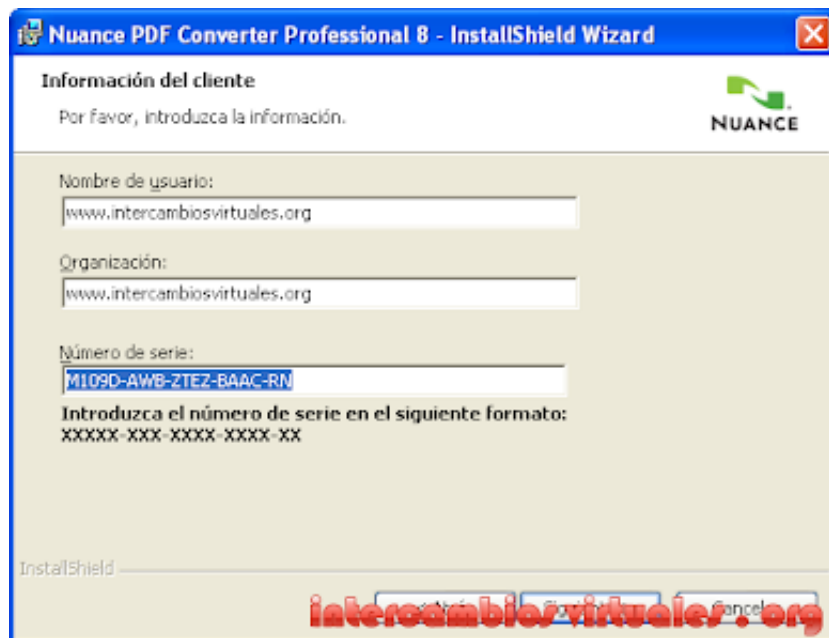 Nuance PDF Converter Professional 8 - InstallShield Wizard
Información del cliente
Por favor, introduzca la información.
NUANCE
Nombre de usuario:
www.intercambiosvirtuales.org
Organización:
www.intercambiosvirtuales.org
Número de serie:
M109D-AWB-ZTEZ-BAAC-RN
Introduzca el número de serie en el siguiente formato:
XXXXX-XXX-XXXX-XXXX-XX
InstallShield
intercambiosvirtuales.org